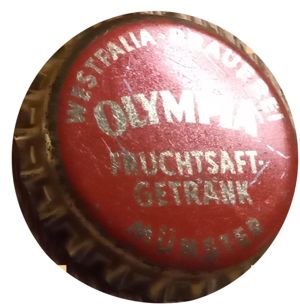 WESTFALIA-BRAUEREI
OLYMPIA
FRUCHTSAFT-
GETRÄNK
MÜNSTER